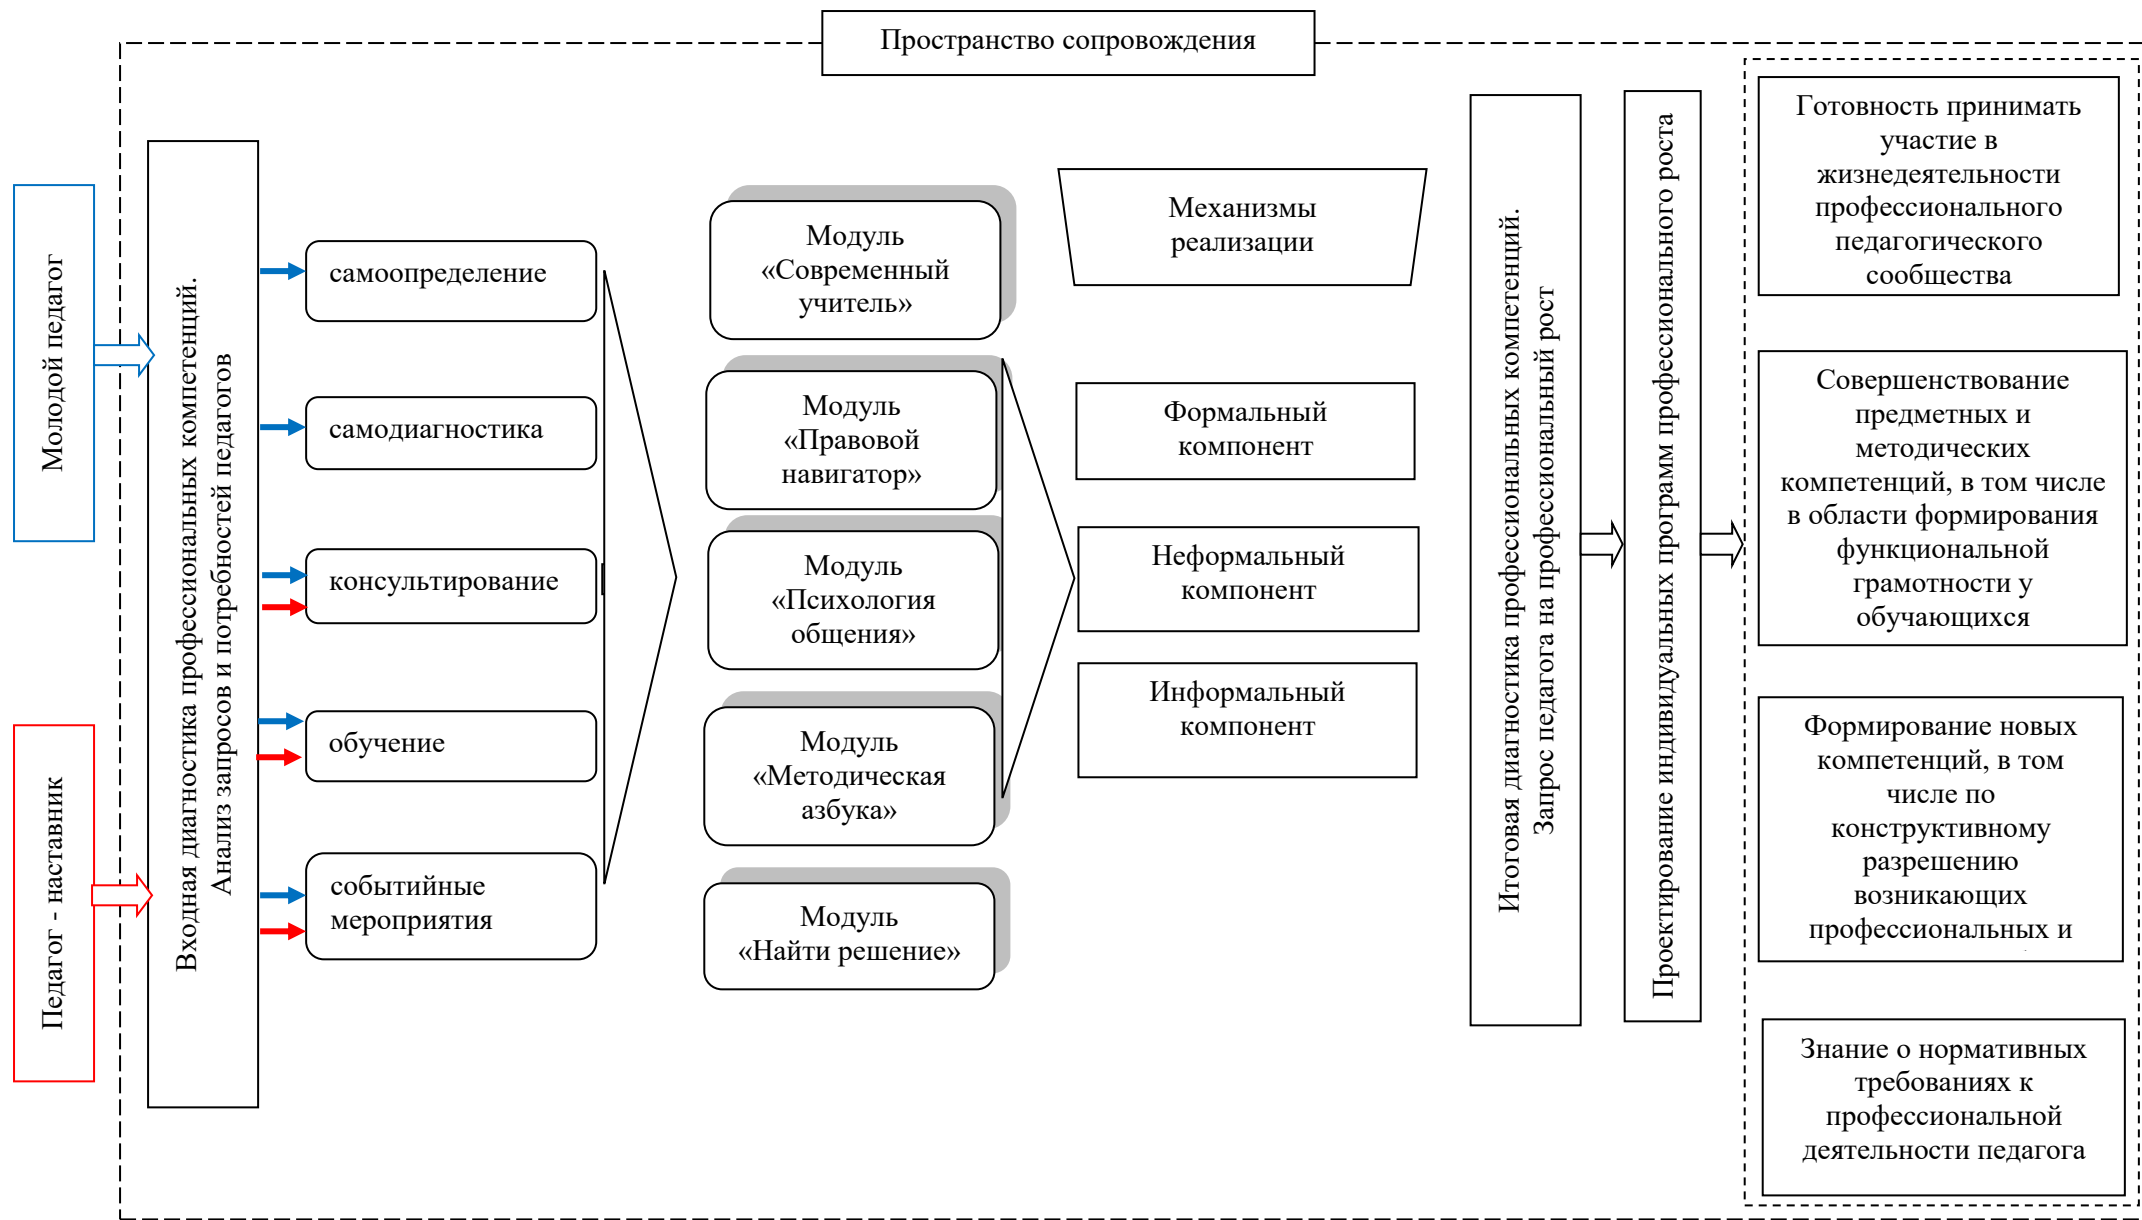 Пространство сопровождения
Молодой педагог
Педагог - наставник
Входная диагностика профессиональных компетенций.
Анализ запросов и потребностей педагогов
самоопределение
самодиагностика
консультирование
обучение
событийные
мероприятия
Модуль
«Современный
учитель»
Модуль
«Правовой
навигатор»
Модуль
«Психология
общения»
Модуль
«Методическая
азбука»
Модуль
«Найти решение»
Механизмы
реализации
Формальный
компонент
Неформальный
компонент
Информальный
компонент
Итоговая диагностика профессиональных компетенций.
Запрос педагога на профессиональный рост
Проектирование индивидуальных программ профессионального роста
Готовность принимать
участие в
жизнедеятельности
профессионального
педагогического
сообщества
Совершенствование
предметных и
методических
компетенций, в том числе
в области формирования
функциональной
грамотности у
обучающихся
Формирование новых
компетенций, в том
числе по
конструктивному
разрешению
возникающих
профессиональных и
Знание о нормативных
требованиях к
профессиональной
деятельности педагога